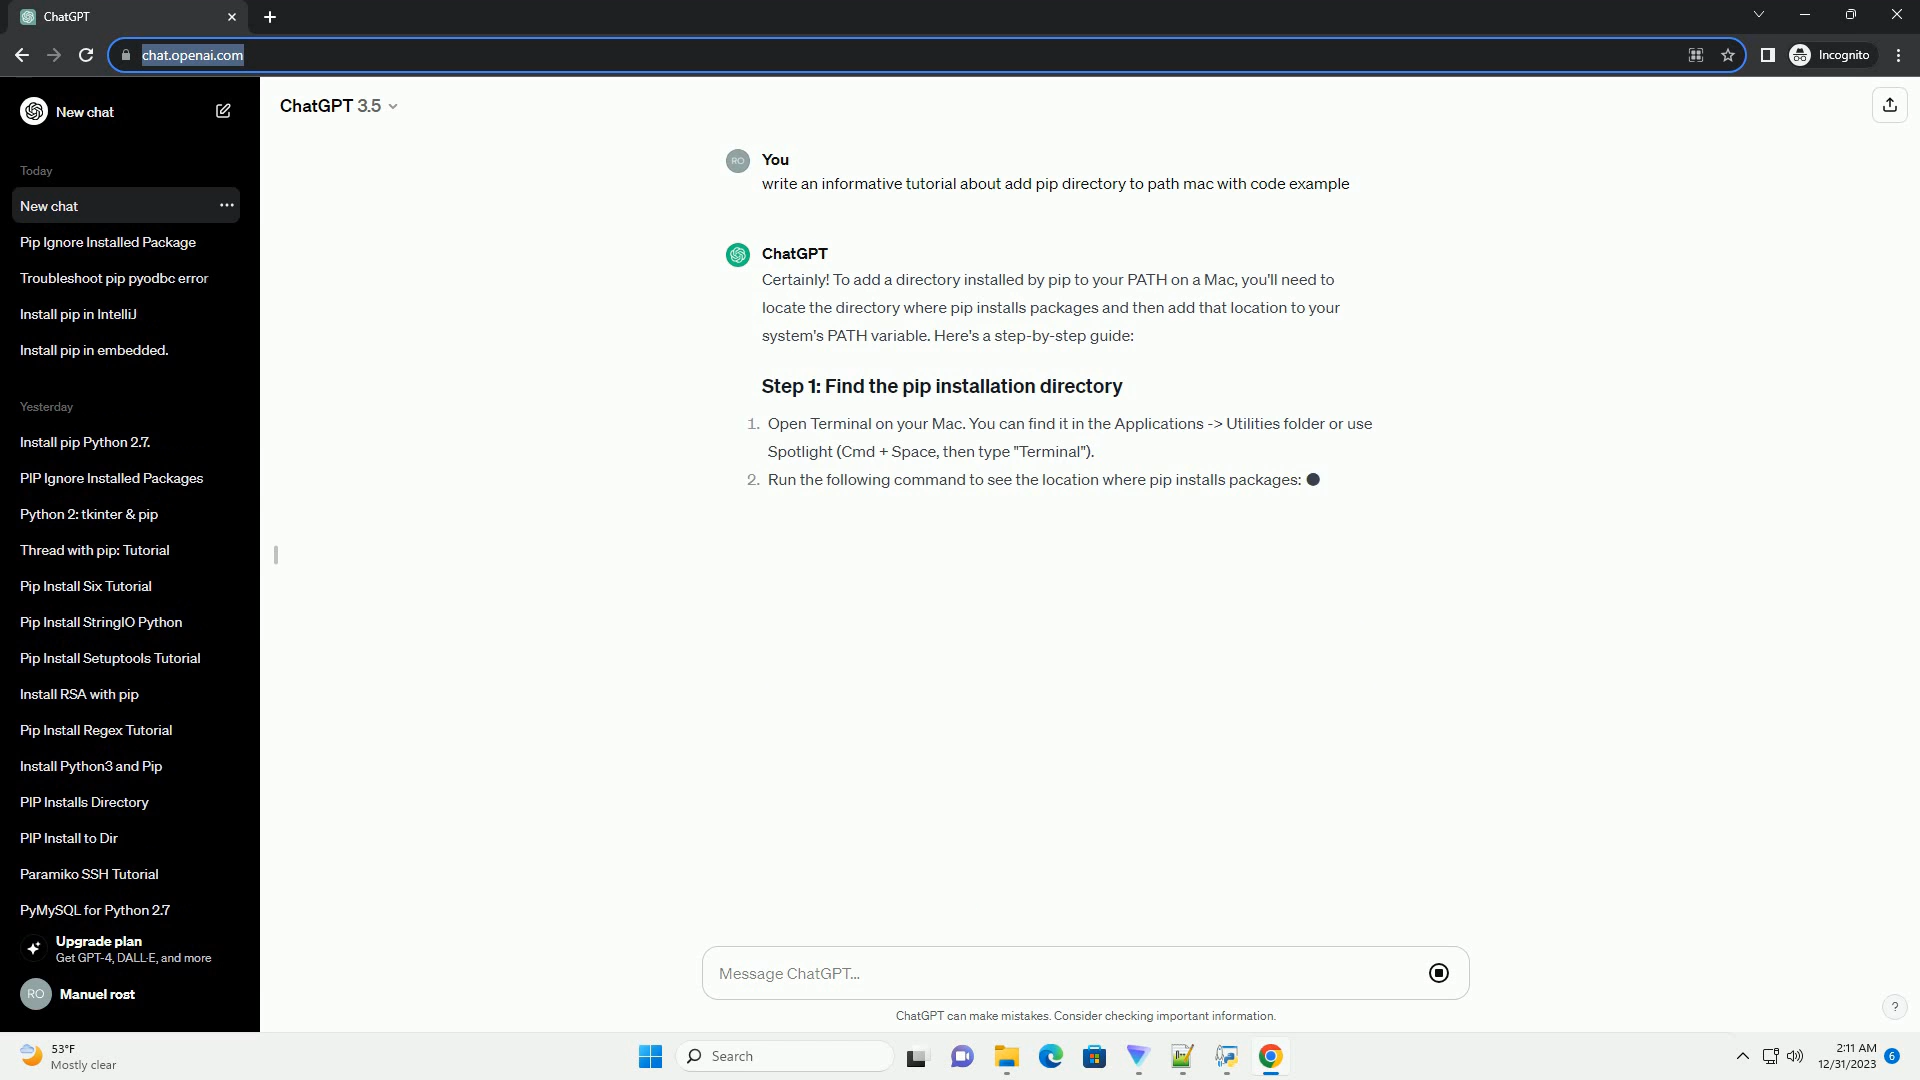 ChatGPT
chat.openai.com
Incognito
New chat
Today
New chat
Pip Ignore Installed Package
Troubleshoot pip pyodbc error
Install pip in IntelliJ
Install pip in embedded.
Yesterday
Install pip Python 2.7.
PIP Ignore Installed Packages
Python 2: tkinter & pip
Thread with pip: Tutorial
Pip Install Six Tutorial
Pip Install StringIO Python
Pip Install Setuptools Tutorial
Install RSA with pip
Pip Install Regex Tutorial
Install Python3 and Pip
PIP Installs Directory
PIP Install to Dir
Paramiko SSH Tutorial
PyMySQL for Python 2.7
Upgrade plan
Get GPT-4, DALL·E, and more
RO Manuel rost
ChatGPT 3.5
RO You
write an informative tutorial about add pip directory to path mac with code example
ChatGPT
Certainly! To add a directory installed by pip to your PATH on a Mac, you'll need to
locate the directory where pip installs packages and then add that location to your
system's PATH variable. Here's a step-by-step guide:
Step 1: Find the pip installation directory
1. Open Terminal on your Mac. You can find it in the Applications -> Utilities folder or use
Spotlight (Cmd + Space, then type "Terminal").
2. Run the following command to see the location where pip installs packages:
Message ChatGPT...
ChatGPT can make mistakes. Consider checking important information.
?
53°F
Mostly clear
Search
2:11 AM
12/31/2023
6